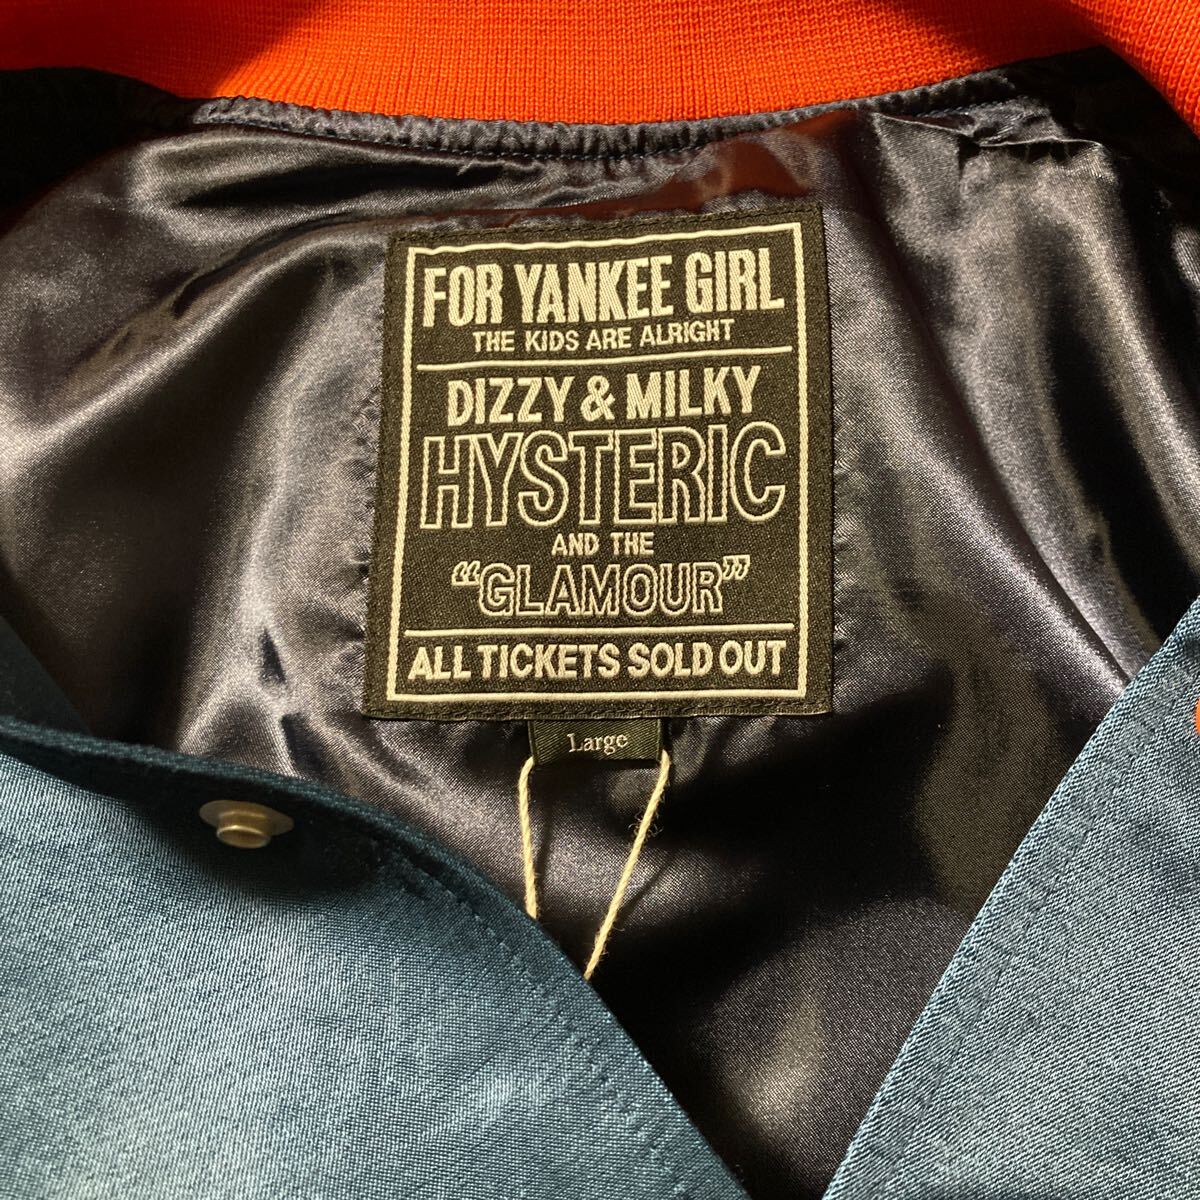 FOR YANKEE GIRL
THE KIDS ARE ALRIGHT
DIZZY & MILKY
HYSTERIC
AND THE
“GLAMOUR”
ALL TICKETS SOLD OUT
Large